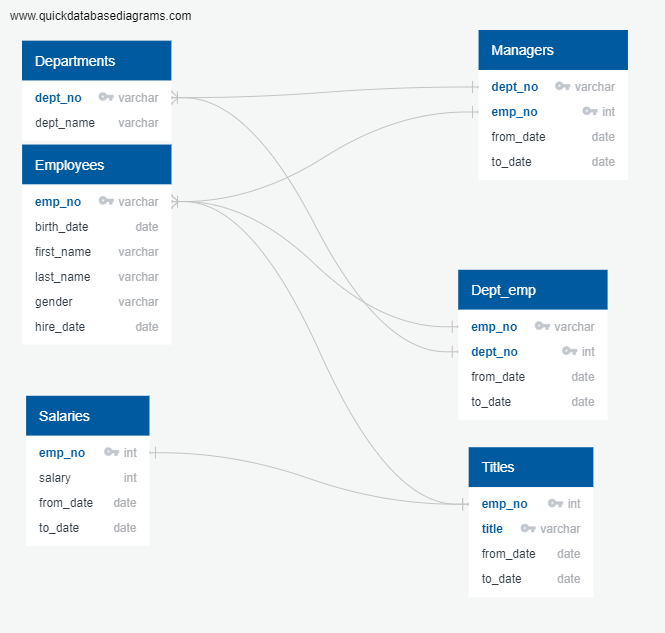 www.quickdatabasediagrams.com
Departments
dept_no varchar
dept_name varchar
Employees
emp_no varchar
birth_date date
first_name varchar
last_name varchar
gender varchar
hire_date date
Salaries
emp_no int
salary int
from_date date
to_date date
Managers
dept_no varchar
emp_no int
from_date date
to_date date
Dept_emp
emp_no varchar
dept_no int
from_date date
to_date date
Titles
emp_no int
title varchar
from_date date
to_date date